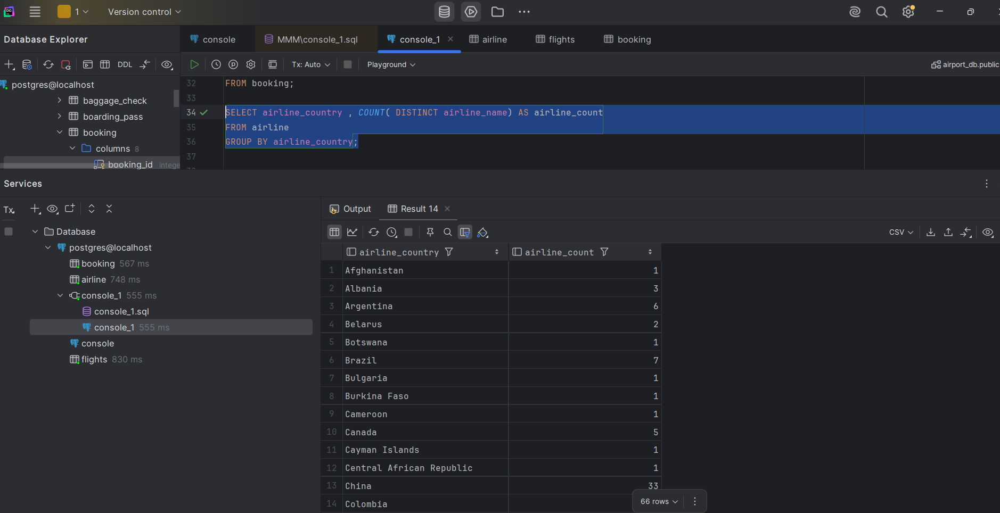 1
Version control
Database Explorer
console
MMM\console_1.sql
console_1
airline
flights
booking
DDL
Tx: Auto
Playground
airport_db.public
postgres@localhost
baggage_check
boarding_pass
booking
columns 8
booking_id
32 FROM booking;
33
34 SELECT airline_country , COUNT( DISTINCT airline_name) AS airline_count
35 FROM airline
36 GROUP BY airline_country;
37
Services
Tx
Database
postgres@localhost
booking 567 ms
airline 748 ms
console_1 555 ms
console_1.sql
console_1 555 ms
console
flights 830 ms
Output
Result 14
CSV
airline_country airline_count
1 Afghanistan 1
2 Albania 3
3 Argentina 6
4 Belarus 2
5 Botswana 1
6 Brazil 7
7 Bulgaria 1
8 Burkina Faso 1
9 Cameroon 1
10 Canada 5
11 Cayman Islands 1
12 Central African Republic 1
13 China 33
14 Colombia
66 rows